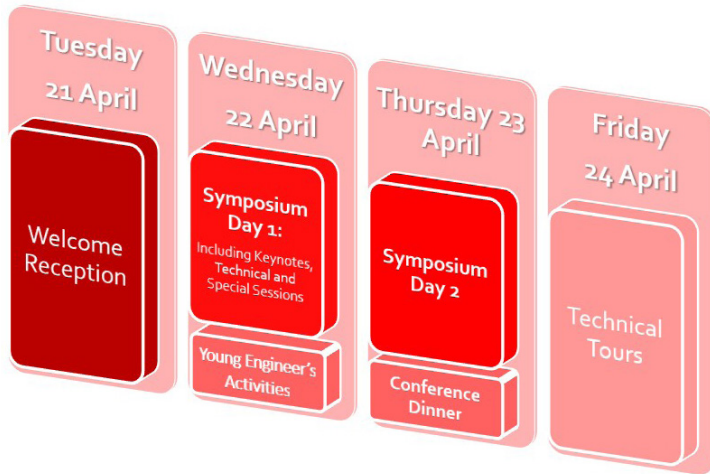 Tuesday
21 April
Welcome
Reception
Wednesday
22 April
Symposium
Day 1:
Including Keynotes,
Technical and
Special Sessions
Young Engineer's
Activities
Thursday 23
April
Symposium
Day 2
Conference
Dinner
Friday
24 April
Technical
Tours